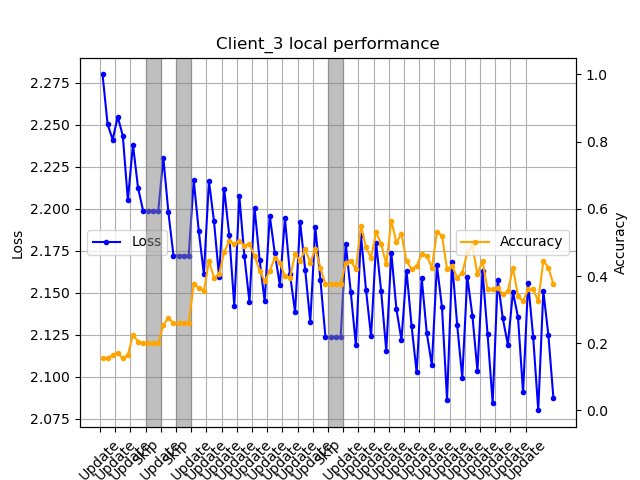 Client_3 local performance
Loss
2.275
2.250
2.225
2.200
2.175
2.150
2.125
2.100
2.075
Loss
Accuracy
1.0
0.8
0.6
0.4
0.2
0.0
Accuracy
Update
Update
Update
Skip
Update
Skip
Update
Update
Update
Update
Update
Update
Update
Update
Update
Skip
Update
Update
Update
Update
Update
Update
Update
Update
Update
Update
Update
Update
Update